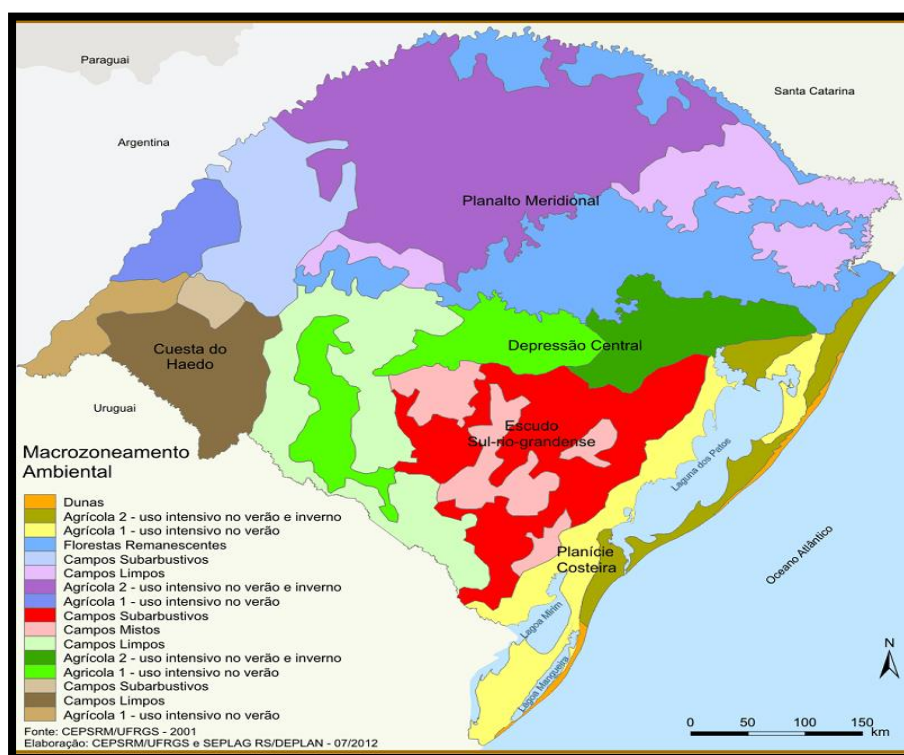 Paraguai
Santa Catarina
Argentina
Planalto Meridional
Depressão Central
Cuesta do
Haedo
Uruguai
Escudo
Sul-rio-grandense
Laguna dos Patos
Oceano Atlântico
Planície
Costeira
Lagoa Mirim
Lagoa Mangueira
Macrozoneamento
Ambiental
Dunas
Agrícola 2 - uso intensivo no verão e inverno
Agrícola 1 - uso intensivo no verão
Florestas Remanescentes
Campos Subarbustivos
Campos Limpos
Agrícola 2 - uso intensivo no verão e inverno
Agrícola 1 - uso intensivo no verão
Campos Subarbustivos
Campos Mistos
Campos Limpos
Agrícola 2 - uso intensivo no verão e inverno
Agricola 1 - uso intensivo no verão
Campos Subarbustivos
Campos Limpos
Agrícola 1 - uso intensivo no verão
Fonte: CEPSRM/UFRGS - 2001
Elaboração: CEPSRM/UFRGS e SEPLAG RS/DEPLAN - 07/2012
N
0 50 100 150
km